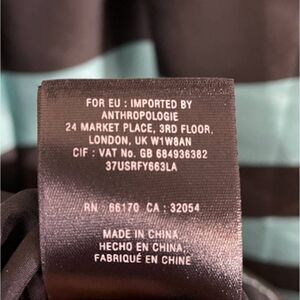 FOR EU : IMPORTED BY
ANTHROPOLOGIE
24 MARKET PLACE, 3RD FLOOR,
LONDON, UK W1W8AN
CIF : VAT No. GB 684936382
37USRFY663LA
RN : 66170 CA : 32054
MADE IN CHINA,
HECHO EN CHINA,
FABRIQUÉ EN CHINE